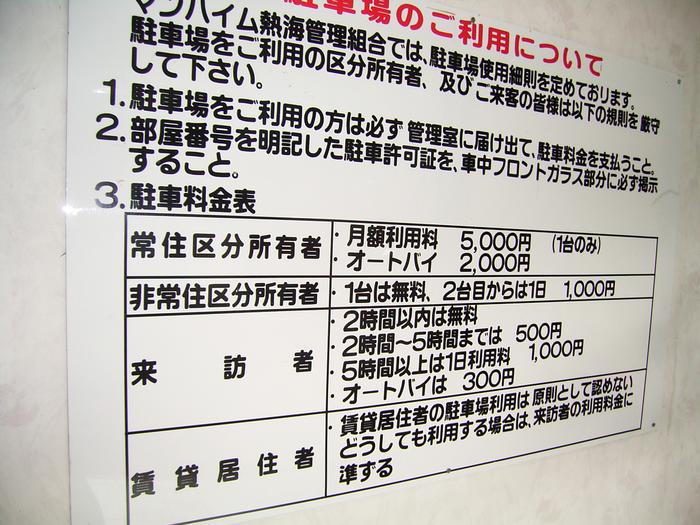 駐車場のご利用について
マンハイム熱海管理組合では、駐車場使用細則を定めております。
駐車場をご利用の区分所有者、及びご来客の皆様は以下の規則を厳守
して下さい。
1. 駐車場をご利用の方は必ず管理室に届け出て、駐車料金を支払うこと。
2. 部屋番号を明記した駐車許可証を、車中フロントガラス部分に必ず掲示
すること。
3. 駐車料金表
常住区分所有者
・月額利用料 5,000円 (1台のみ)
・オートバイ 2,000円
非常住区分所有者
・1台は無料、2台目からは1日 1,000円
来訪者
・2時間以内は無料
・2時間~5時間までは 500円
・5時間以上は1日利用料 1,000円
・オートバイは 300円
賃貸居住者
・賃貸居住者の駐車場利用は原則として認めない
どうしても利用する場合は、来訪者の利用料金に
準ずる